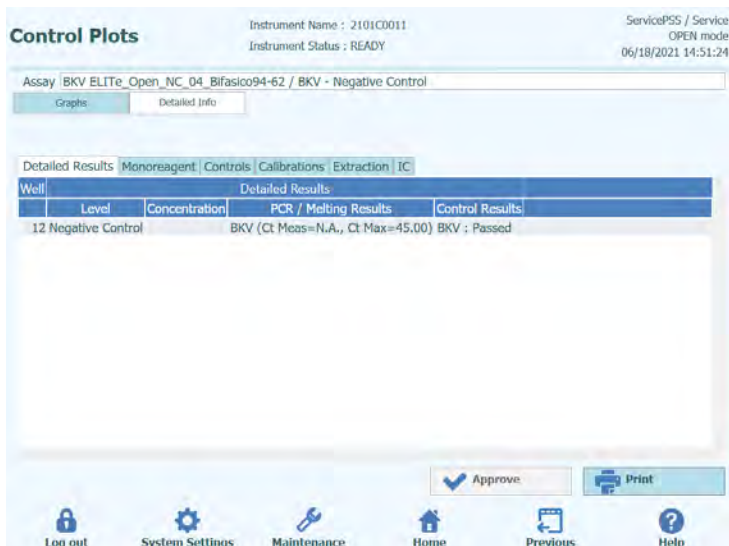 Control Plots
Instrument Name : 2101C0011
Instrument Status : READY
ServicePSS / Service
OPEN mode
06/18/2021 14:51:24
Assay BKV ELITe_Open_NC_04_Bifasico94-62 / BKV - Negative Control
Graphs Detailed Info
Detailed Results Monoreagent Controls Calibrations Extraction IC
Well Detailed Results
Level Concentration PCR / Melting Results Control Results
12 Negative Control BKV (Ct Meas=N.A., Ct Max=45.00) BKV : Passed
Approve Print
Log out System Settings Maintenance Home Previous Help